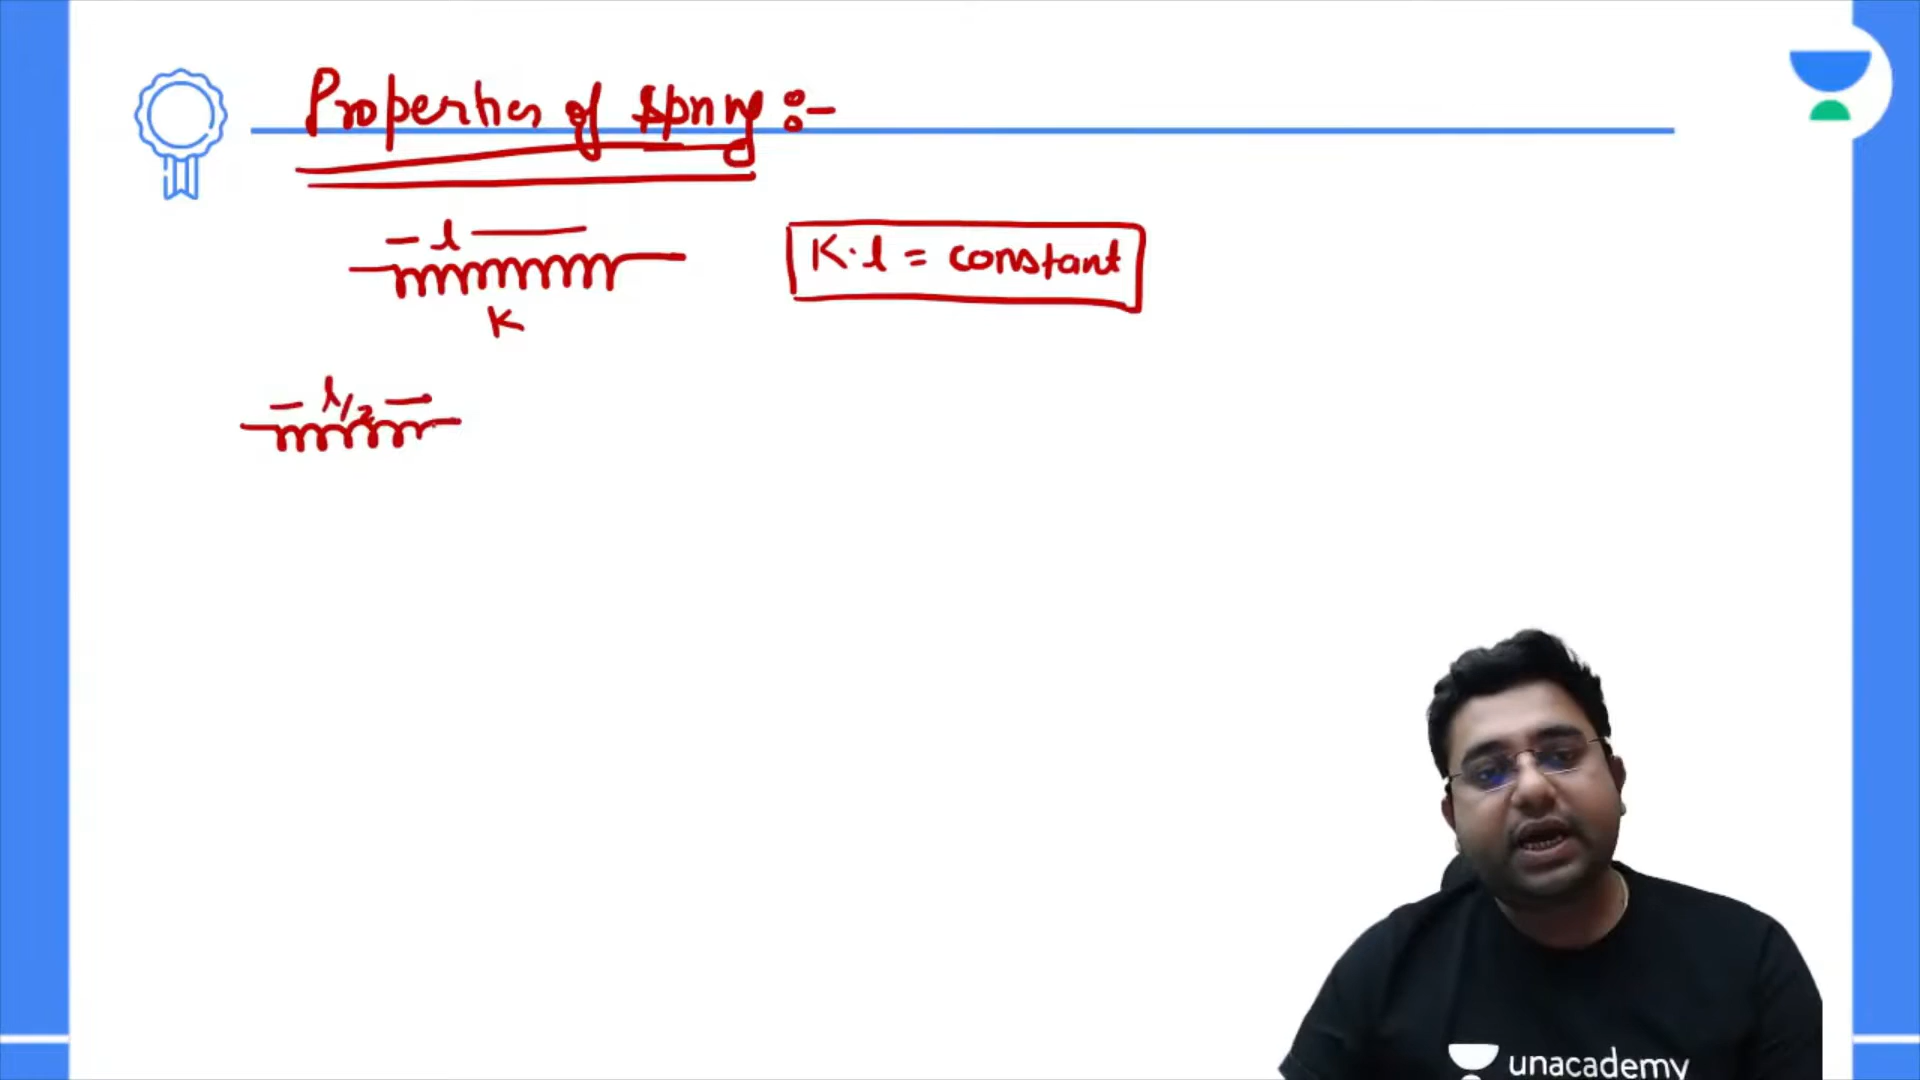 Properties of spring :-
l
K
K·l = constant
l/2
unacademy